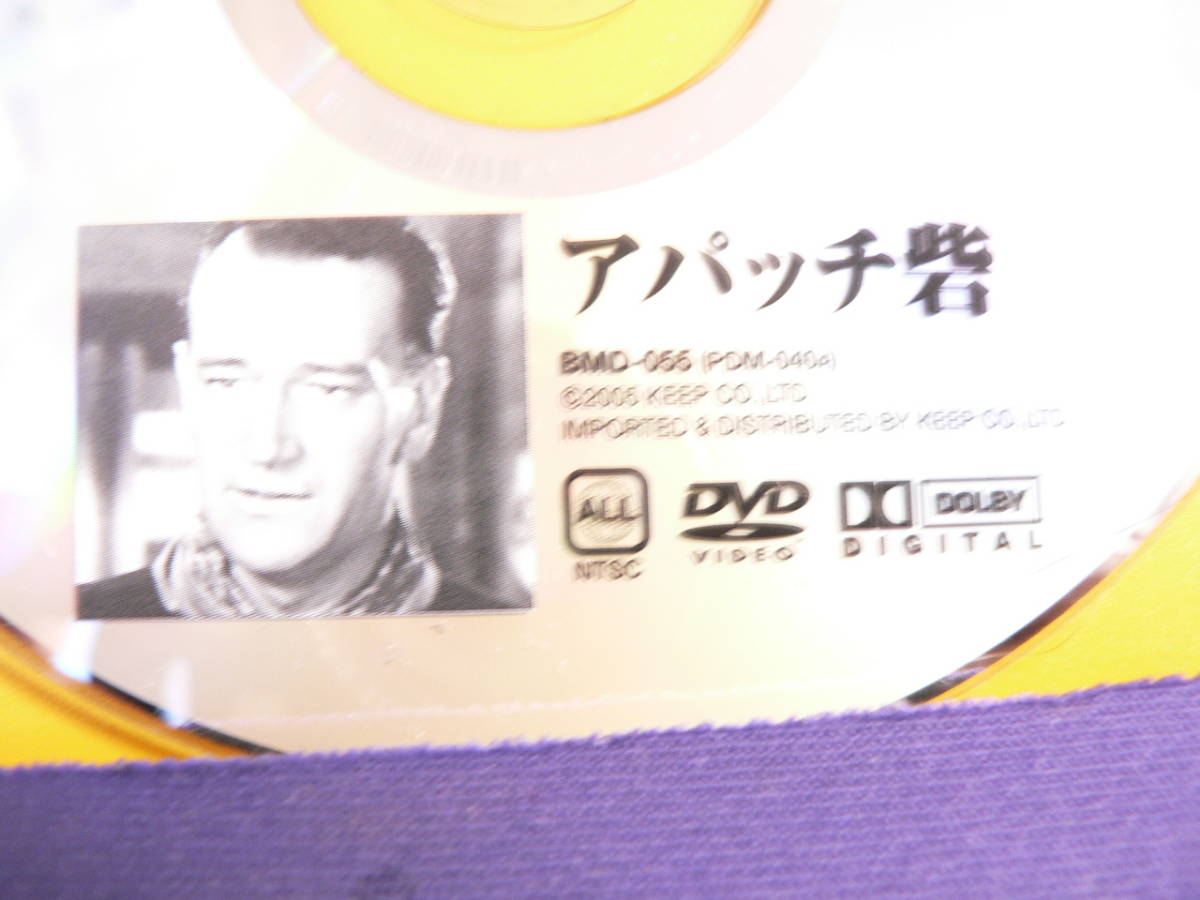 アパッチ砦
BMD-055 (PDM-040A)
©2005 KEEP CO.,LTD
IMPORTED & DISTRIBUTED BY KEEP CO.,LTD
ALL
NTSC
DVD
VIDEO
DOLBY
DIGITAL